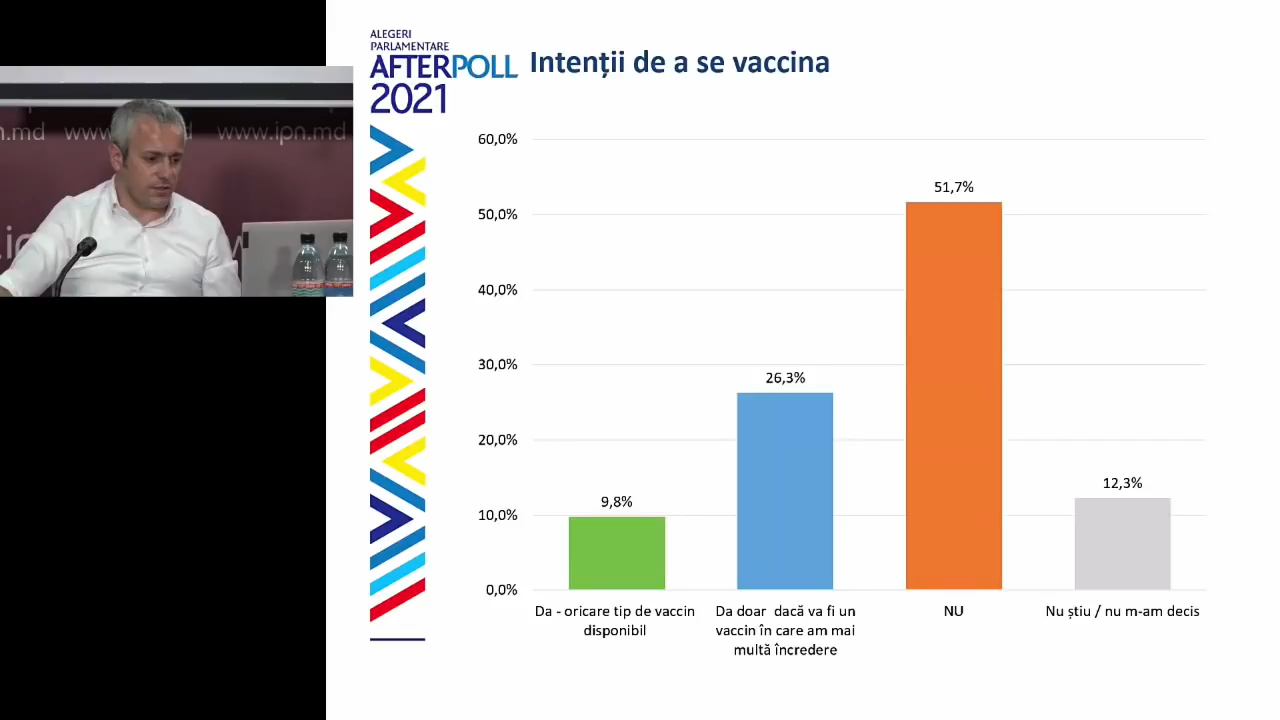 ALEGERI
PARLAMENTARE
AFTERPOLL
2021
Intenții de a se vaccina
n.md www. www.ipn.md
60,0%
50,0%
40,0%
30,0%
20,0%
10,0%
0,0%
9,8%
26,3%
51,7%
12,3%
Da - oricare tip de vaccin
disponibil
Da doar dacă va fi un
vaccin în care am mai
multă încredere
NU
Nu știu / nu m-am decis